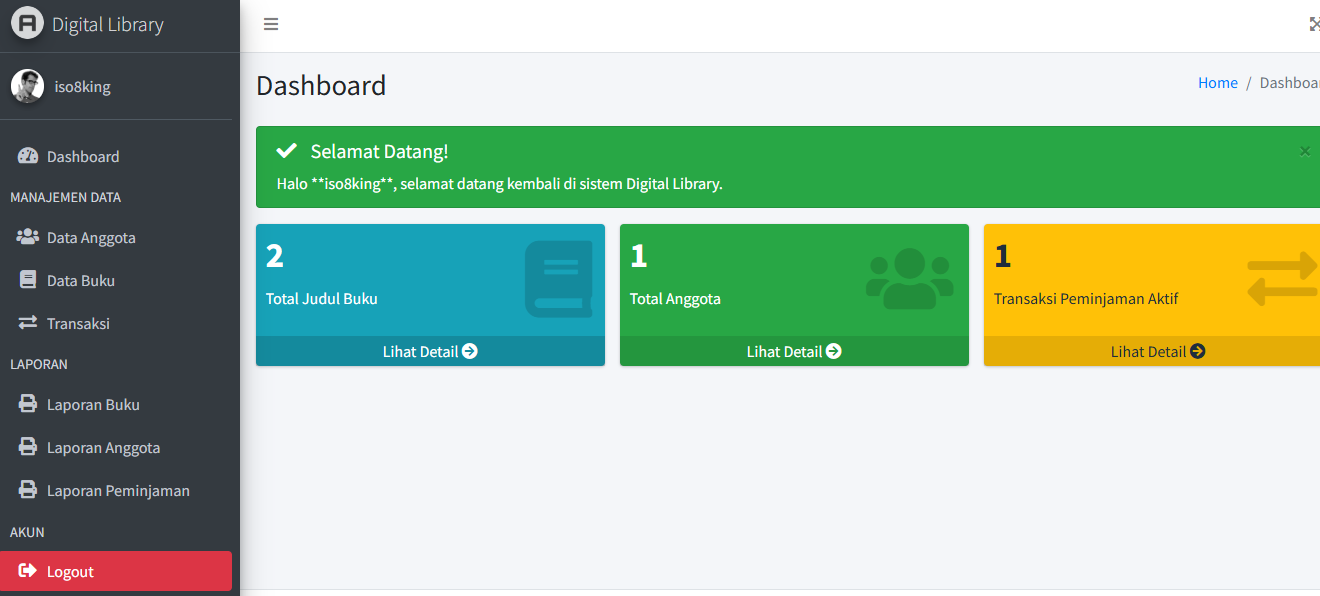 Digital Library
iso8king
Dashboard
MANAJEMEN DATA
Data Anggota
Data Buku
Transaksi
LAPORAN
Laporan Buku
Laporan Anggota
Laporan Peminjaman
AKUN
Logout
Dashboard
Home / Dashboar
Selamat Datang!
×
Halo **iso8king**, selamat datang kembali di sistem Digital Library.
2
Total Judul Buku
Lihat Detail
1
Total Anggota
Lihat Detail
1
Transaksi Peminjaman Aktif
Lihat Detail